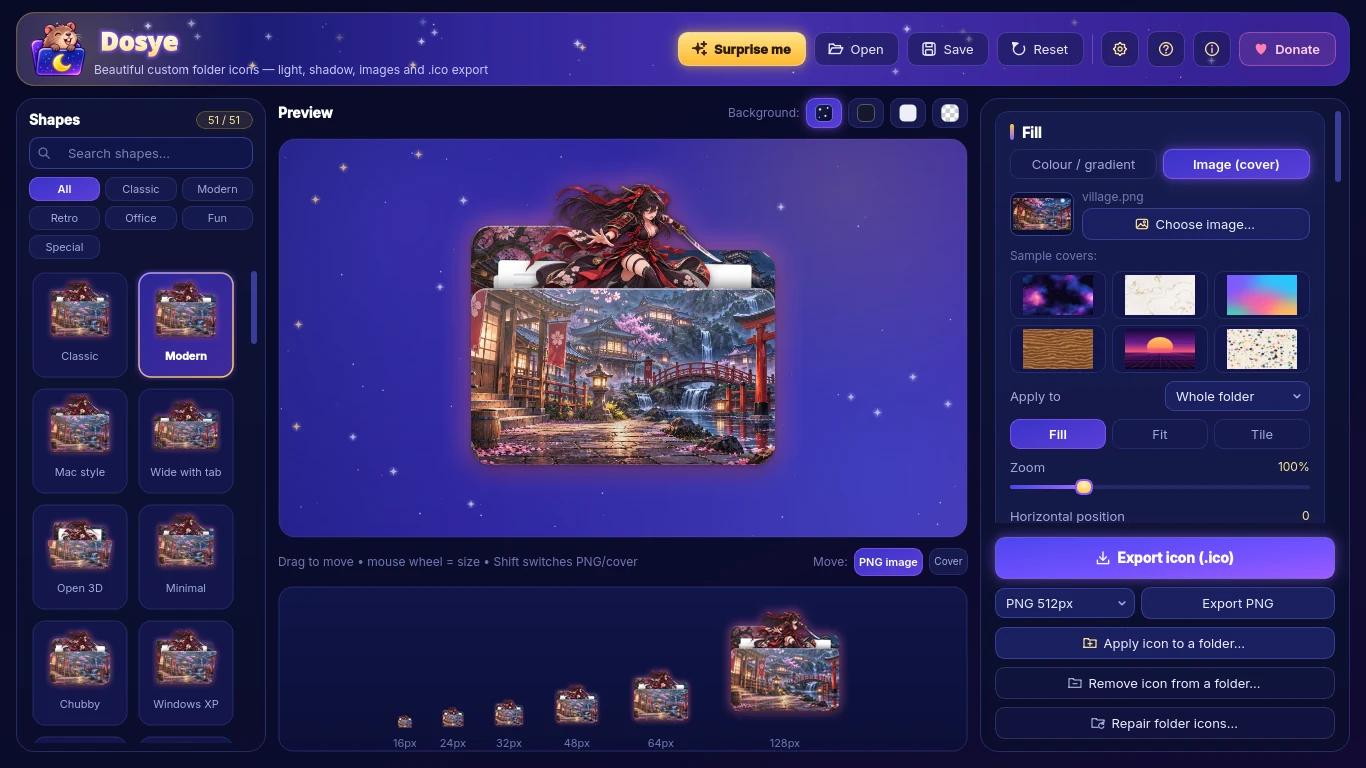 Dosye
Beautiful custom folder icons — light, shadow, images and .ico export
Surprise me
Open
Save
Reset
Donate
Shapes
51 / 51
Search shapes...
All
Classic
Modern
Retro
Office
Fun
Special
Classic
Modern
Mac style
Wide with tab
Open 3D
Minimal
Chubby
Windows XP
Preview
Background:
Drag to move • mouse wheel = size • Shift switches PNG/cover
Move:
PNG image
Cover
16px
24px
32px
48px
64px
128px
Fill
Colour / gradient
Image (cover)
village.png
Choose image...
Sample covers:
Apply to
Whole folder
Fill
Fit
Tile
Zoom
100%
Horizontal position
0
Export icon (.ico)
PNG 512px
Export PNG
Apply icon to a folder...
Remove icon from a folder...
Repair folder icons...